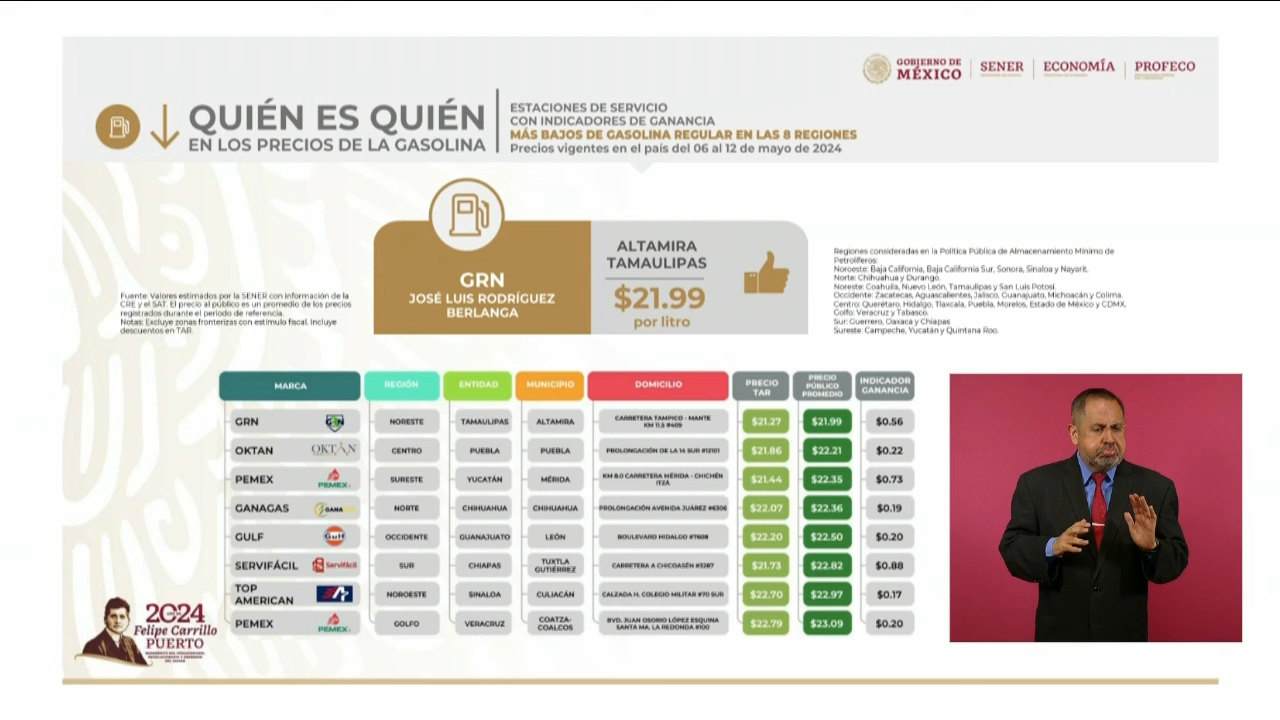 GOBIERNO DE
MÉXICO
SENER
ECONOMÍA
PROFECO
QUIÉN ES QUIÉN
EN LOS PRECIOS DE LA GASOLINA
ESTACIONES DE SERVICIO
CON INDICADORES DE GANANCIA
MÁS BAJOS DE GASOLINA REGULAR EN LAS 8 REGIONES
Precios vigentes en el país del 06 al 12 de mayo de 2024
GRN
JOSÉ LUIS RODRÍGUEZ
BERLANGA
ALTAMIRA
TAMAULIPAS
$21.99
por litro
Fuente: Valores estimados por la SENER con información de la
CRE y el SAT. El precio al público es un promedio de los precios
registrados durante el periodo de referencia.
Notas: Excluye zonas fronterizas con estímulo fiscal. Incluye
descuentos en TAR.
Regiones consideradas en la Política Pública de Almacenamiento Mínimo de
Petrolíferos:
Noroeste: Baja California, Baja California Sur, Sonora, Sinaloa y Nayarit.
Norte: Chihuahua y Durango.
Noreste: Coahuila, Nuevo León, Tamaulipas y San Luis Potosí.
Occidente: Zacatecas, Aguascalientes, Jalisco, Guanajuato, Michoacán y Colima.
Centro: Querétaro, Hidalgo, Tlaxcala, Puebla, Morelos, Estado de México y CDMX.
Golfo: Veracruz y Tabasco.
Sur: Guerrero, Oaxaca y Chiapas
Sureste: Campeche, Yucatán y Quintana Roo.
MARCA REGIÓN ENTIDAD MUNICIPIO DOMICILIO PRECIO TAR PRECIO PÚBLICO PROMEDIO INDICADOR GANANCIA
GRN GRN NORESTE TAMAULIPAS ALTAMIRA CARRETERA TAMPICO - MANTE KM 11.5 #409 $21.27 $21.99 $0.56
OKTAN OKTAN CENTRO PUEBLA PUEBLA PROLONGACIÓN DE LA 14 SUR #12101 $21.86 $22.21 $0.22
PEMEX PEMEX SURESTE YUCATÁN MÉRIDA KM 8.0 CARRETERA MÉRIDA - CHICHÉN ITZÁ $21.44 $22.35 $0.73
GANAGAS GANA NORTE CHIHUAHUA CHIHUAHUA PROLONGACIÓN AVENIDA JUÁREZ #6306 $22.07 $22.36 $0.19
GULF Gulf OCCIDENTE GUANAJUATO LEÓN BOULEVARD HIDALGO #7608 $22.20 $22.50 $0.20
SERVIFÁCIL Servifácil SUR CHIAPAS TUXTLA GUTIÉRREZ CARRETERA A CHICOASÉN #3287 $21.73 $22.82 $0.88
TOP AMERICAN NOROESTE SINALOA CULIACÁN CALZADA H. COLEGIO MILITAR #70 SUR $22.70 $22.97 $0.17
PEMEX PEMEX GOLFO VERACRUZ COATZA-COALCOS BVD. JUAN OSORIO LÓPEZ ESQUINA SANTA MA. LA REDONDA #100 $22.79 $23.09 $0.20
2024
Felipe Carrillo
PUERTO